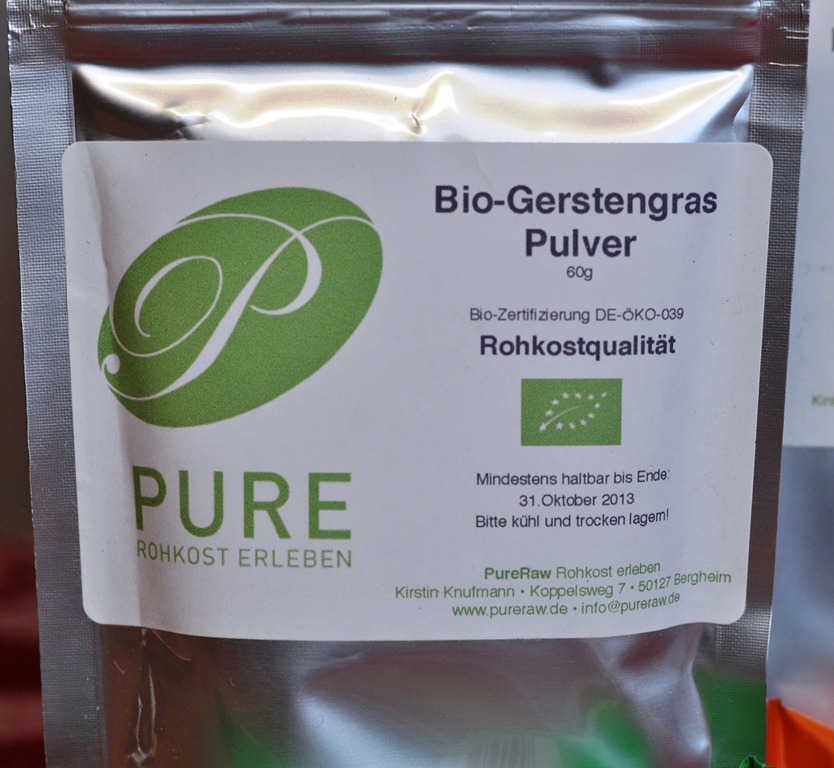 P
PURE
ROHKOST ERLEBEN
Bio-Gerstengras
Pulver
60g
Bio-Zertifizierung DE-ÖKO-039
Rohkostqualität
Mindestens haltbar bis Ende:
31.Oktober 2013
Bitte kühl und trocken lagern!
PureRaw Rohkost erleben
Kirstin Knufmann • Koppelsweg 7 • 50127 Bergheim
www.pureraw.de • info@pureraw.de